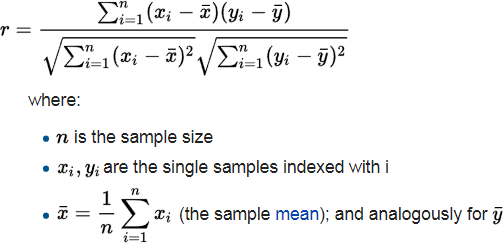 r = \frac{\sum_{i=1}^{n}(x_i - \bar{x})(y_i - \bar{y})}{\sqrt{\sum_{i=1}^{n}(x_i - \bar{x})^2}\sqrt{\sum_{i=1}^{n}(y_i - \bar{y})^2}}
where:
• n is the sample size
• x_i, y_i are the single samples indexed with i
• \bar{x} = \frac{1}{n}\sum_{i=1}^{n} x_i (the sample mean); and analogously for \bar{y}